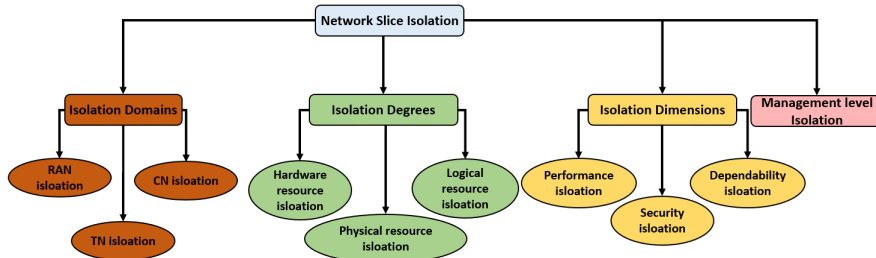 Network Slice Isolation
Isolation Domains
Isolation Degrees
Isolation Dimensions
Management level
Isolation
RAN
isloation
CN isloation
TN isloation
Hardware
resource
isloation
Logical
resource
isloation
Physical resource
isloation
Performance
isloation
Dependability
isloation
Security
isloation